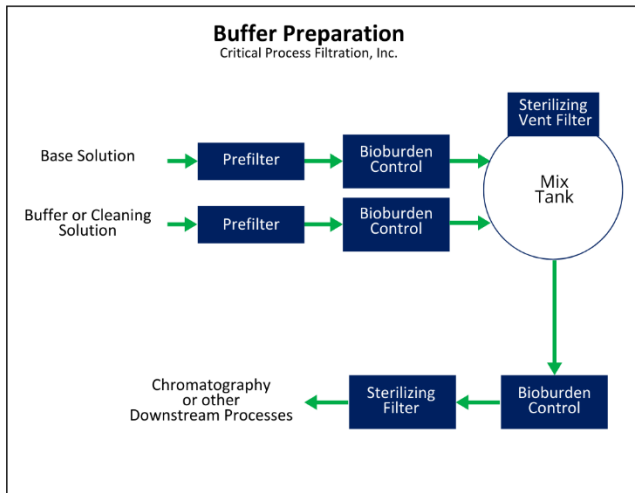 Buffer Preparation
Critical Process Filtration, Inc.
Sterilizing
Vent Filter
Base Solution
Prefilter
Bioburden
Control
Mix
Tank
Buffer or Cleaning
Solution
Prefilter
Bioburden
Control
Chromatography
or other
Downstream Processes
Sterilizing
Filter
Bioburden
Control